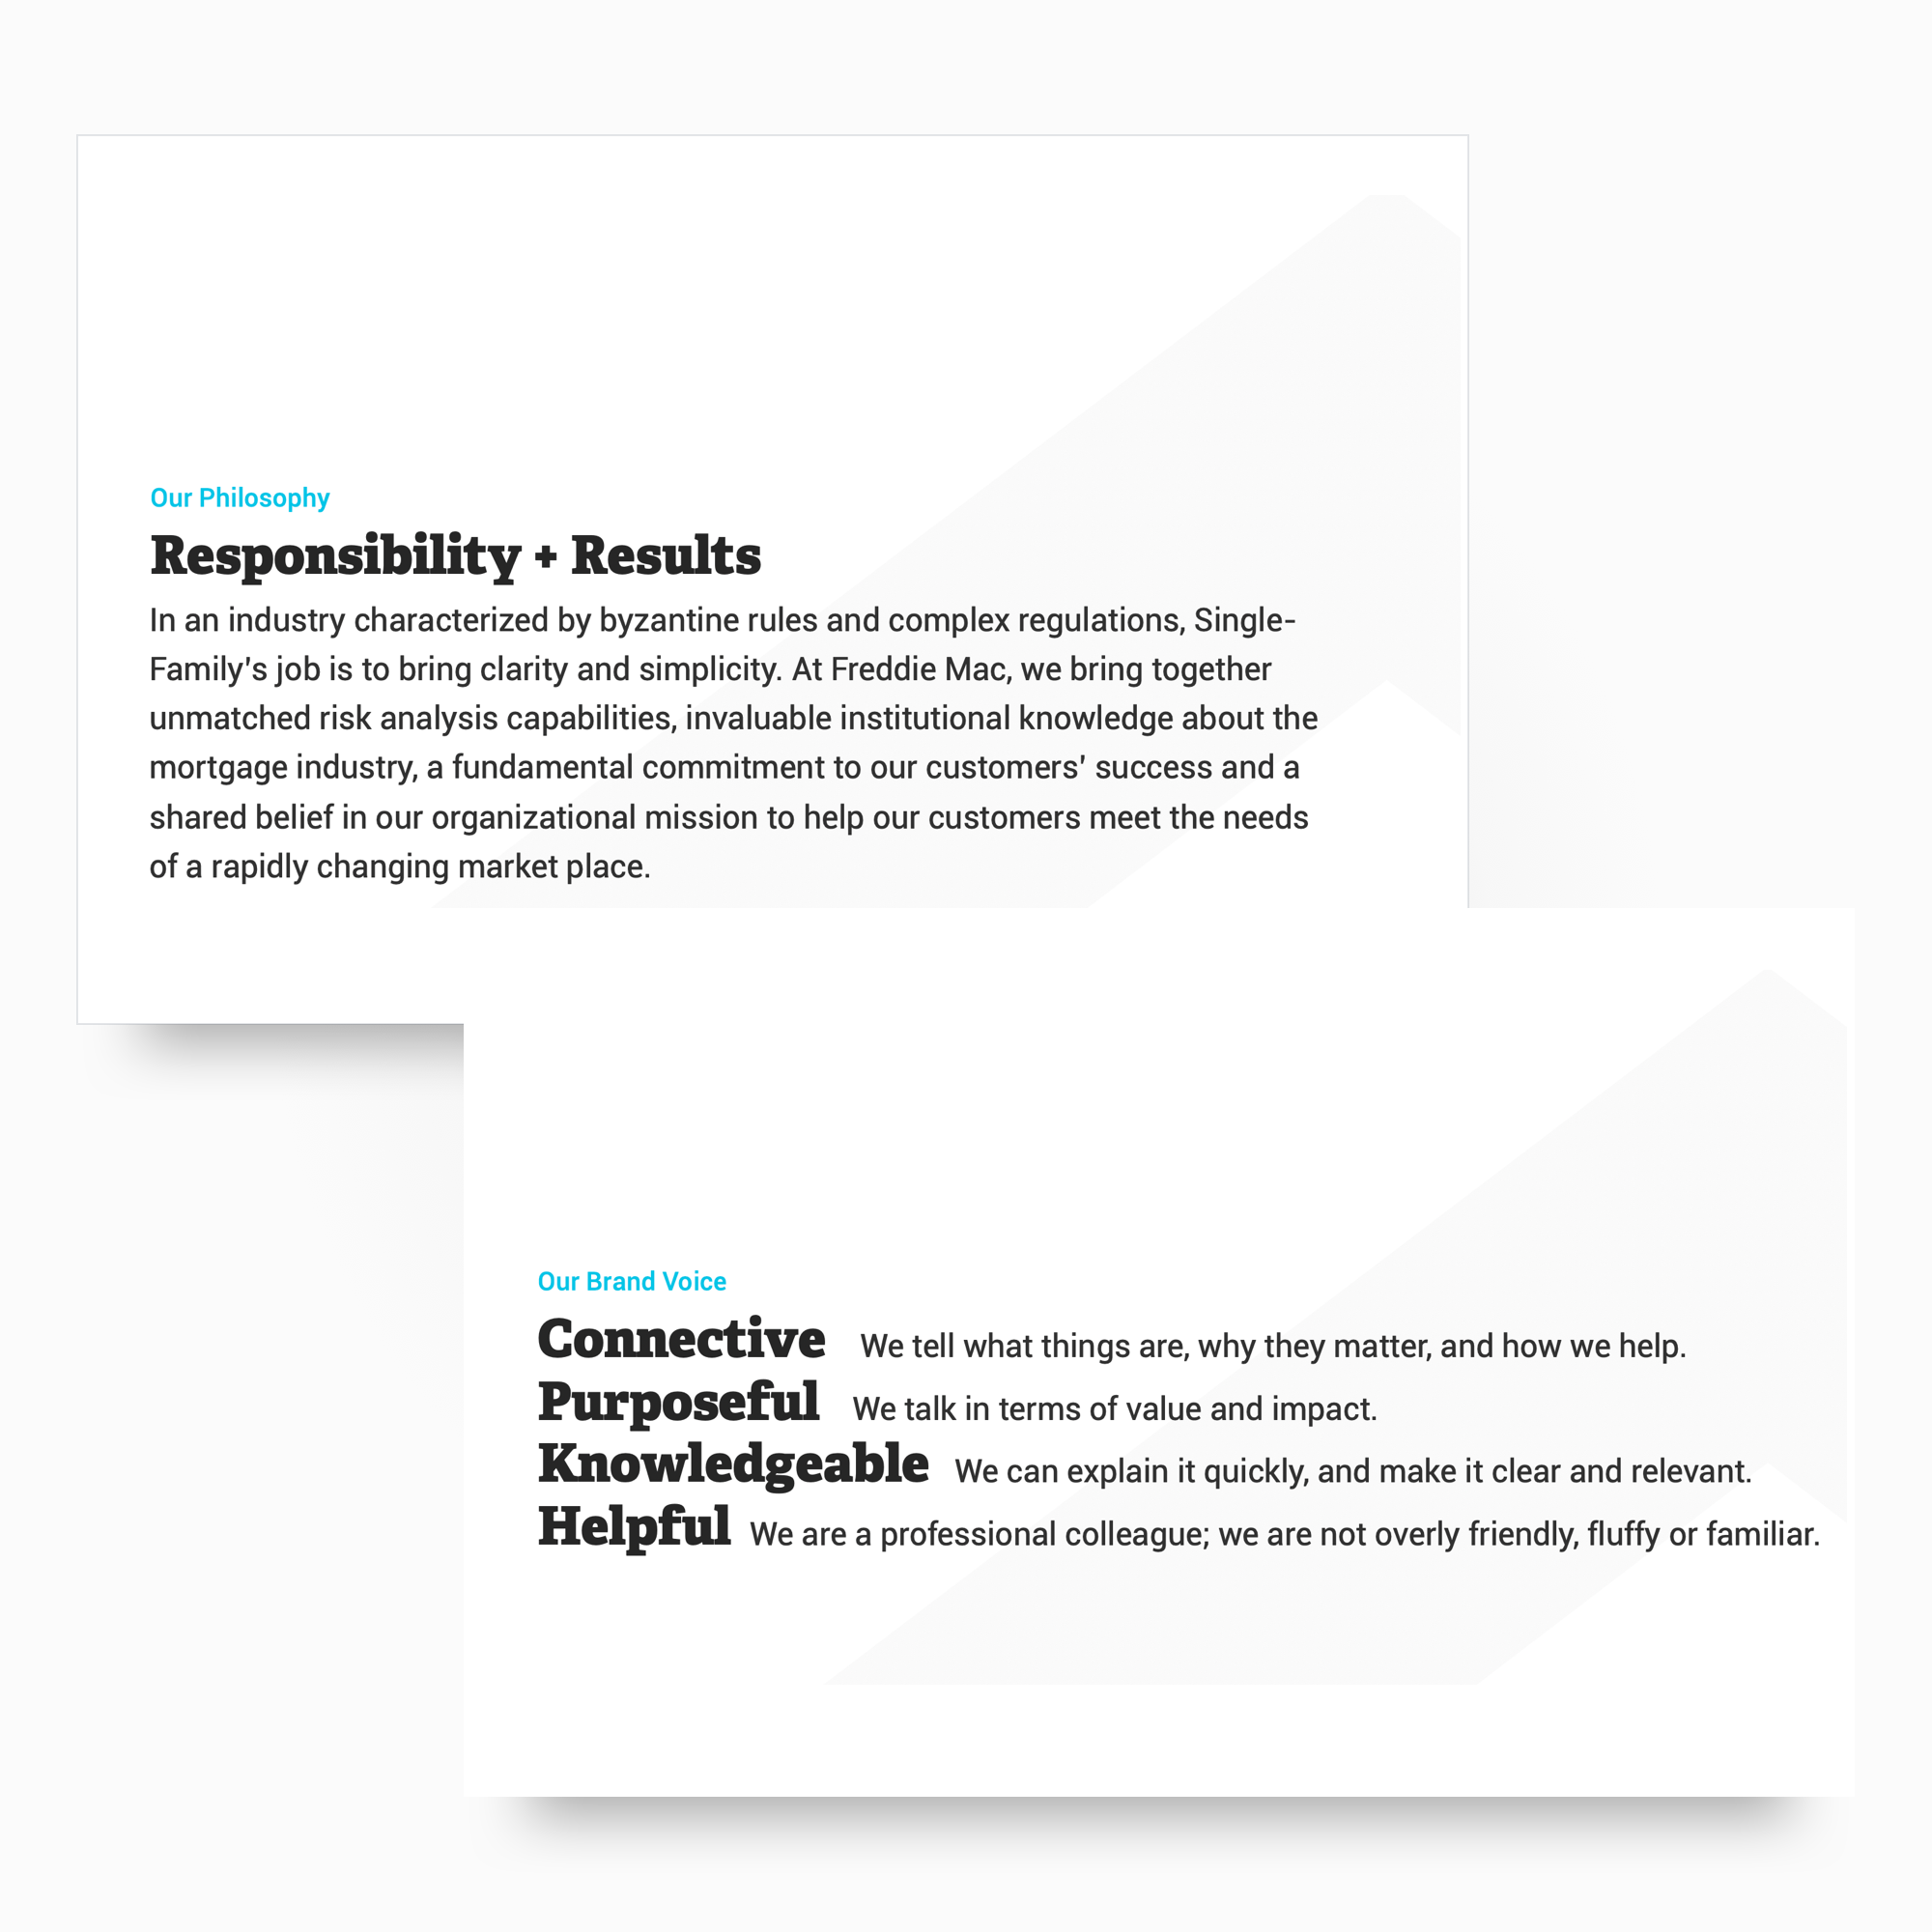 Our Philosophy
Responsibility + Results
In an industry characterized by byzantine rules and complex regulations, Single-
Family's job is to bring clarity and simplicity. At Freddie Mac, we bring together
unmatched risk analysis capabilities, invaluable institutional knowledge about the
mortgage industry, a fundamental commitment to our customers' success and a
shared belief in our organizational mission to help our customers meet the needs
of a rapidly changing market place.
Our Brand Voice
Connective We tell what things are, why they matter, and how we help.
Purposeful We talk in terms of value and impact.
Knowledgeable We can explain it quickly, and make it clear and relevant.
Helpful We are a professional colleague; we are not overly friendly, fluffy or familiar.